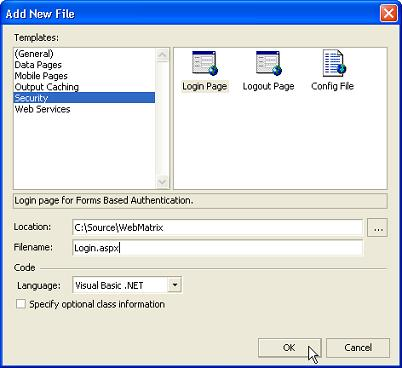 Add New File
Templates:
(General)
Data Pages
Mobile Pages
Output Caching
Security
Web Services
Login Page
Logout Page
Config File
Login page for Forms Based Authentication.
Location:
C:\Source\WebMatrix
...
Filename:
Login.aspx
Code
Language:
Visual Basic .NET
Specify optional class information
OK
Cancel